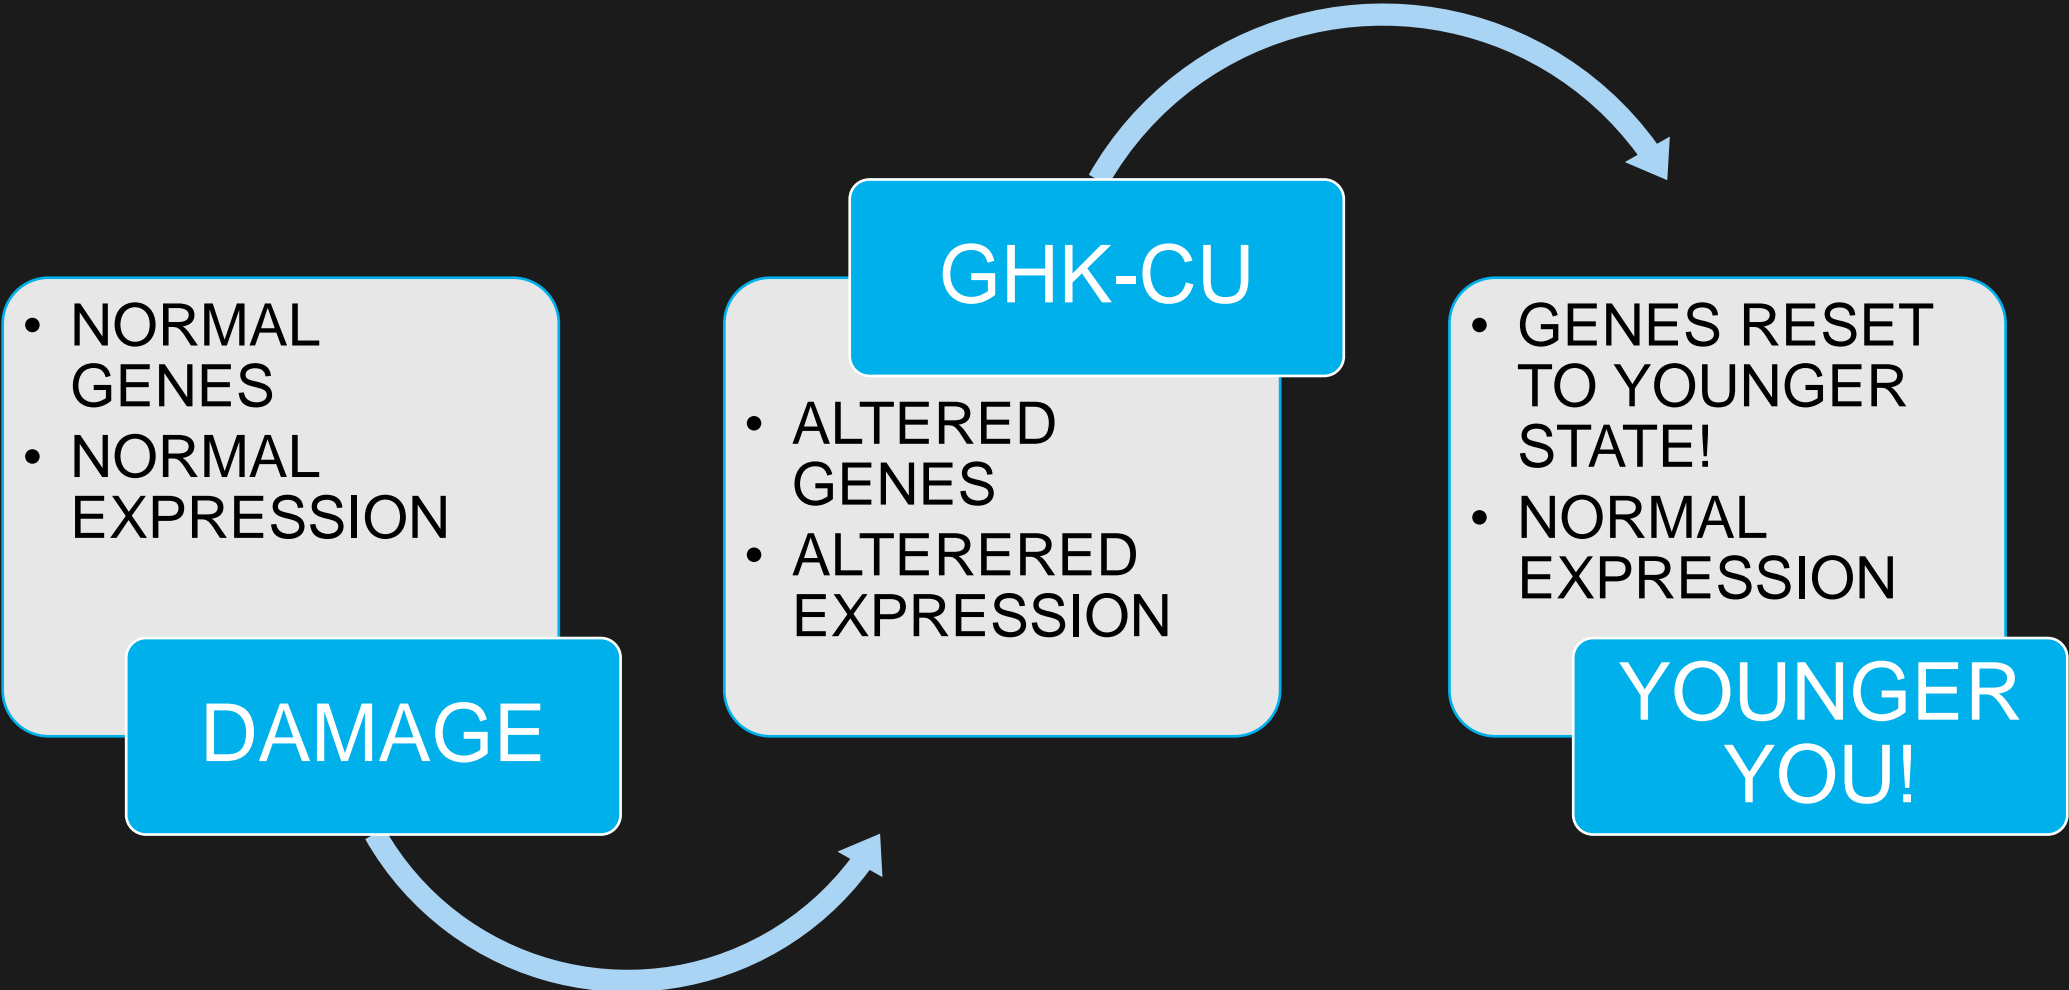 • NORMAL
GENES
• NORMAL
EXPRESSION
DAMAGE
GHK-CU
• ALTERED
GENES
• ALTERERED
EXPRESSION
• GENES RESET
TO YOUNGER
STATE!
• NORMAL
EXPRESSION
YOUNGER
YOU!